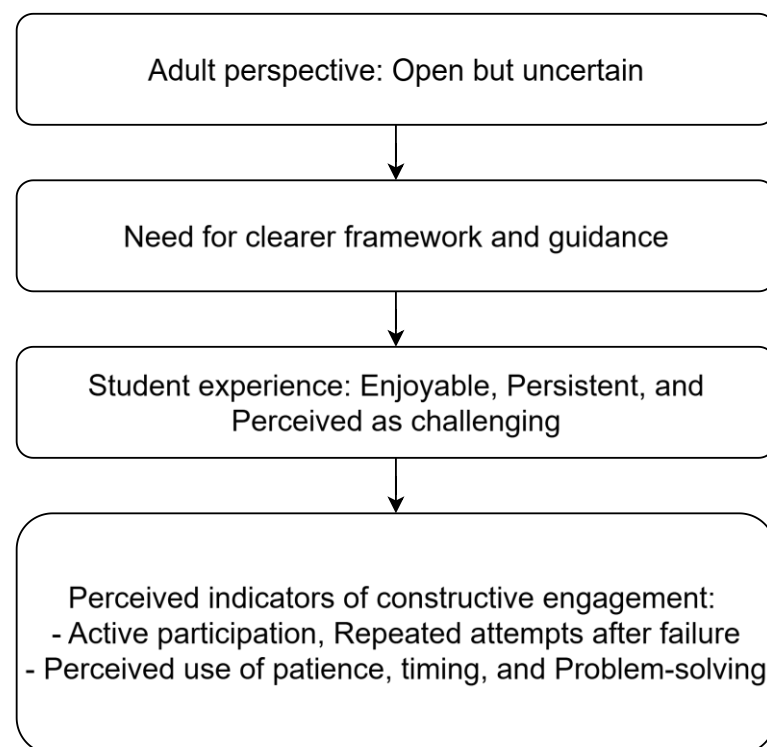 Adult perspective: Open but uncertain
Need for clearer framework and guidance
Student experience: Enjoyable, Persistent, and
Perceived as challenging
Perceived indicators of constructive engagement:
- Active participation, Repeated attempts after failure
- Perceived use of patience, timing, and Problem-solving